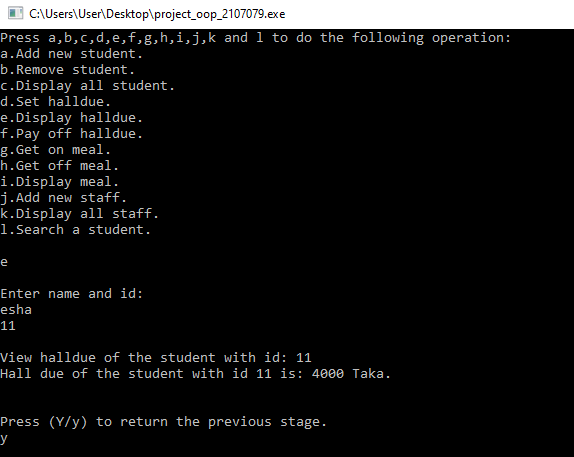 C:\Users\User\Desktop\project_oop_2107079.exe
Press a,b,c,d,e,f,g,h,i,j,k and l to do the following operation:
a.Add new student.
b.Remove student.
c.Display all student.
d.Set halldue.
e.Display halldue.
f.Pay off halldue.
g.Get on meal.
h.Get off meal.
i.Display meal.
j.Add new staff.
k.Display all staff.
l.Search a student.
e
Enter name and id:
esha
11
View halldue of the student with id: 11
Hall due of the student with id 11 is: 4000 Taka.
Press (Y/y) to return the previous stage.
y